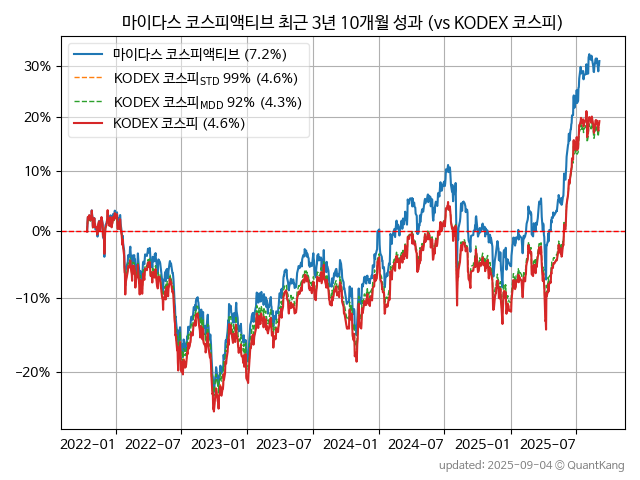 마이다스 코스피액티브 최근 3년 10개월 성과 (vs KODEX 코스피)
마이다스 코스피액티브 (7.2%)
KODEX 코스피STD 99% (4.6%)
KODEX 코스피MDD 92% (4.3%)
KODEX 코스피 (4.6%)
30%
20%
10%
0%
−10%
−20%
2022-01 2022-07 2023-01 2023-07 2024-01 2024-07 2025-01 2025-07
updated: 2025-09-04 © QuantKang